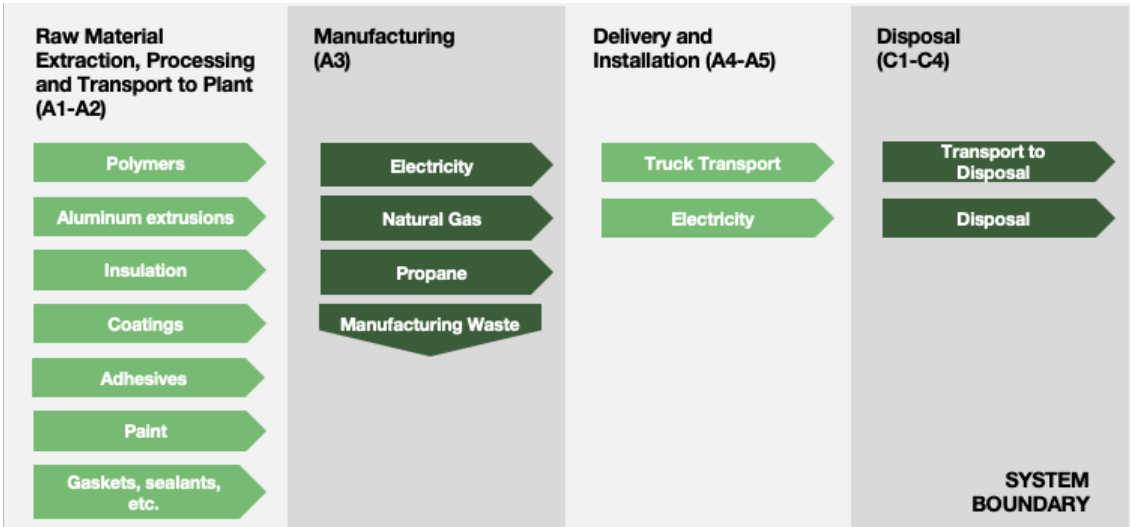 Raw Material
Extraction, Processing
and Transport to Plant
(A1-A2)
Polymers
Aluminum extrusions
Insulation
Coatings
Adhesives
Paint
Gaskets, sealants,
etc.
Manufacturing
(A3)
Electricity
Natural Gas
Propane
Manufacturing Waste
Delivery and
Installation (A4-A5)
Truck Transport
Electricity
Disposal
(C1-C4)
Transport to
Disposal
Disposal
SYSTEM
BOUNDARY